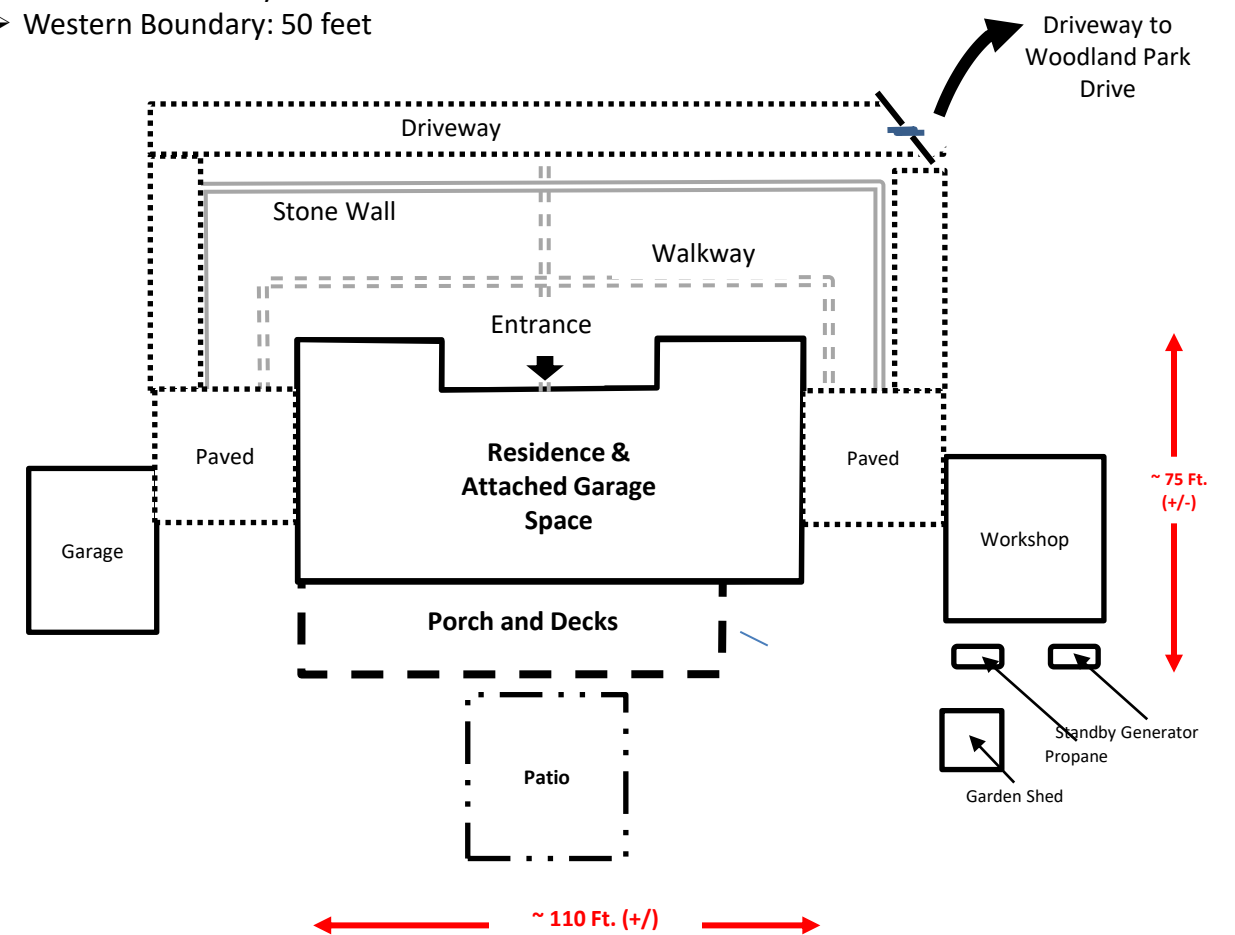 ➢ Western Boundary: 50 feet
Driveway to
Woodland Park
Drive
Driveway
Stone Wall
Walkway
Entrance
Paved
Residence &
Attached Garage
Space
Paved
~ 75 Ft.
(+/-)
Garage
Workshop
Porch and Decks
Standby Generator
Propane
Patio
Garden Shed
~ 110 Ft. (+/)